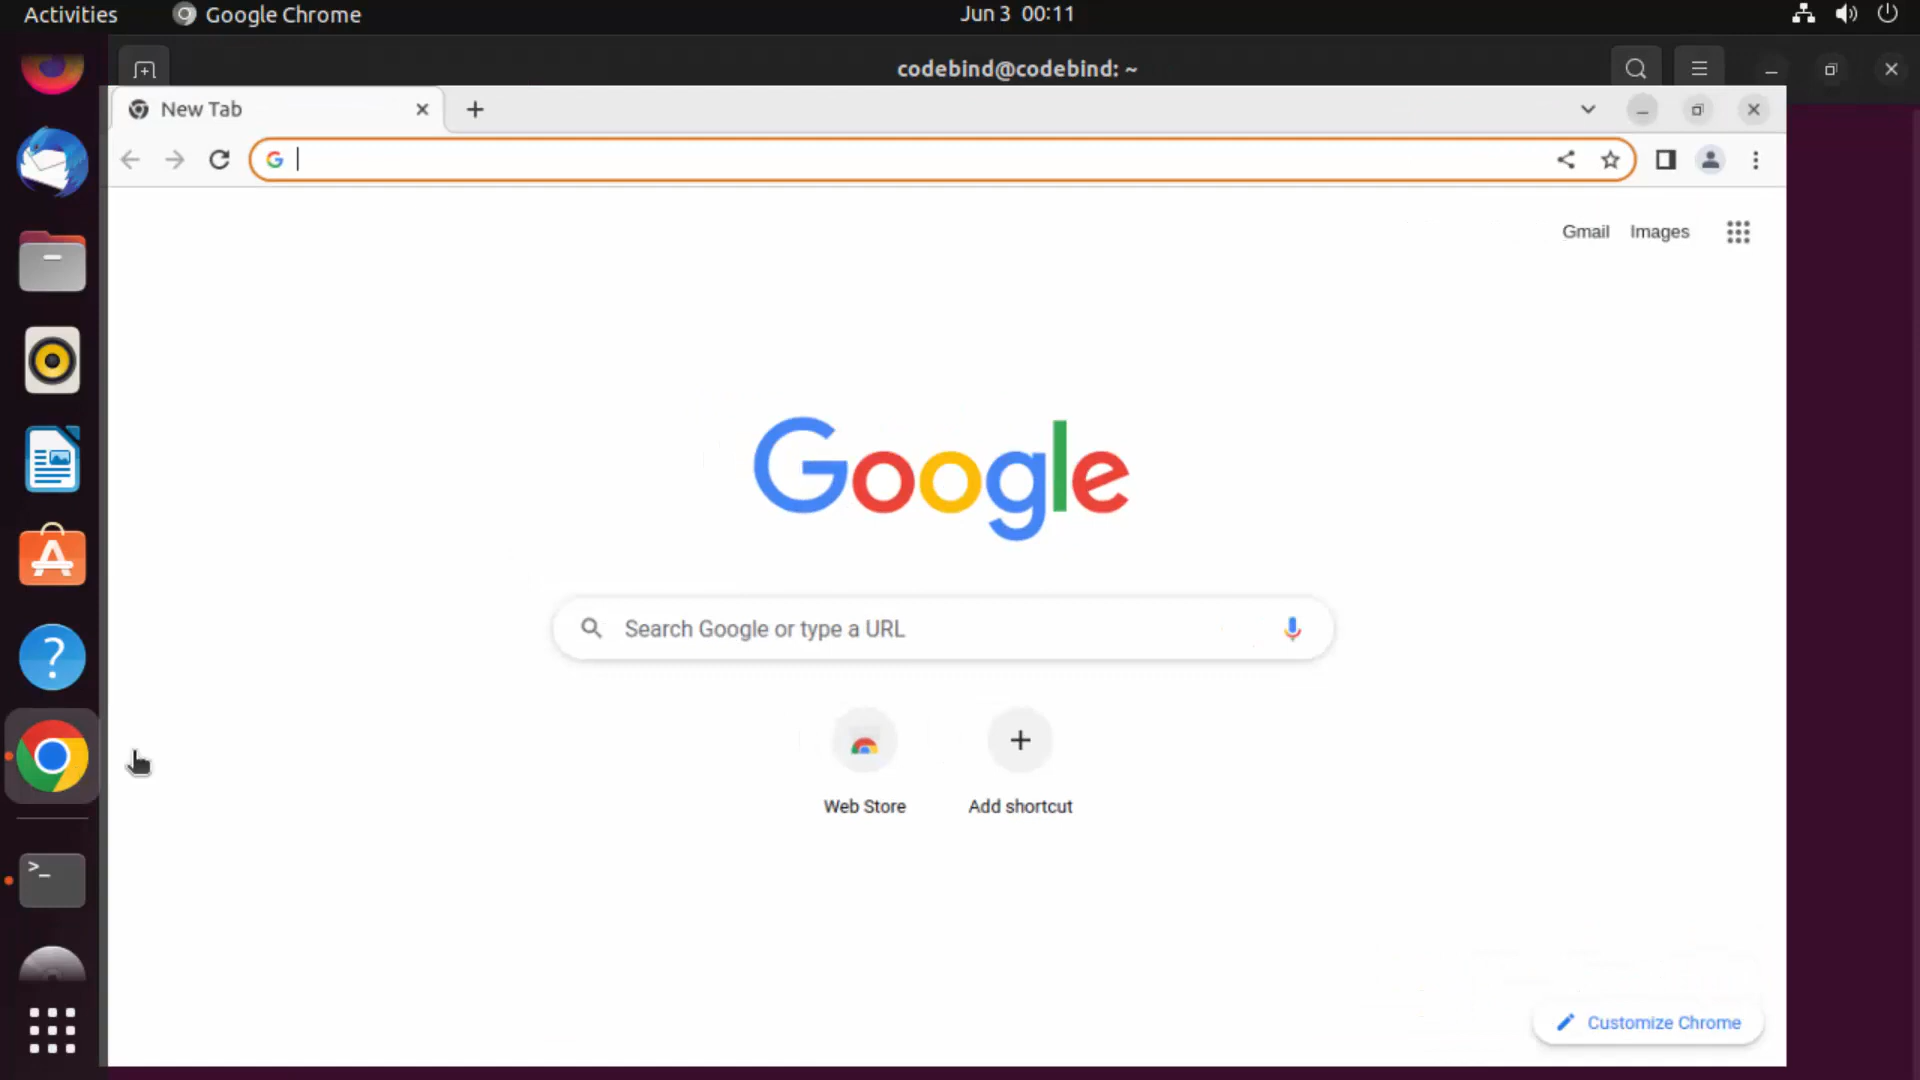 Activities
Google Chrome
Jun 3 00:11
codebind@codebind: ~
New Tab
Gmail
Images
Google
Search Google or type a URL
Web Store
Add shortcut
Customize Chrome